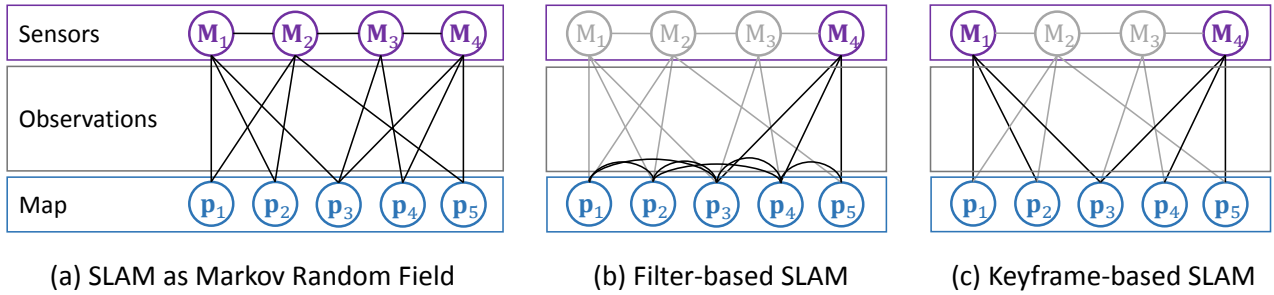 Sensors M₁ M₂ M₃ M₄ M₁ M₂ M₃ M₄ M₁ M₂ M₃ M₄
Observations
Map p₁ p₂ p₃ p₄ p₅ p₁ p₂ p₃ p₄ p₅ p₁ p₂ p₃ p₄ p₅
(a) SLAM as Markov Random Field (b) Filter-based SLAM (c) Keyframe-based SLAM